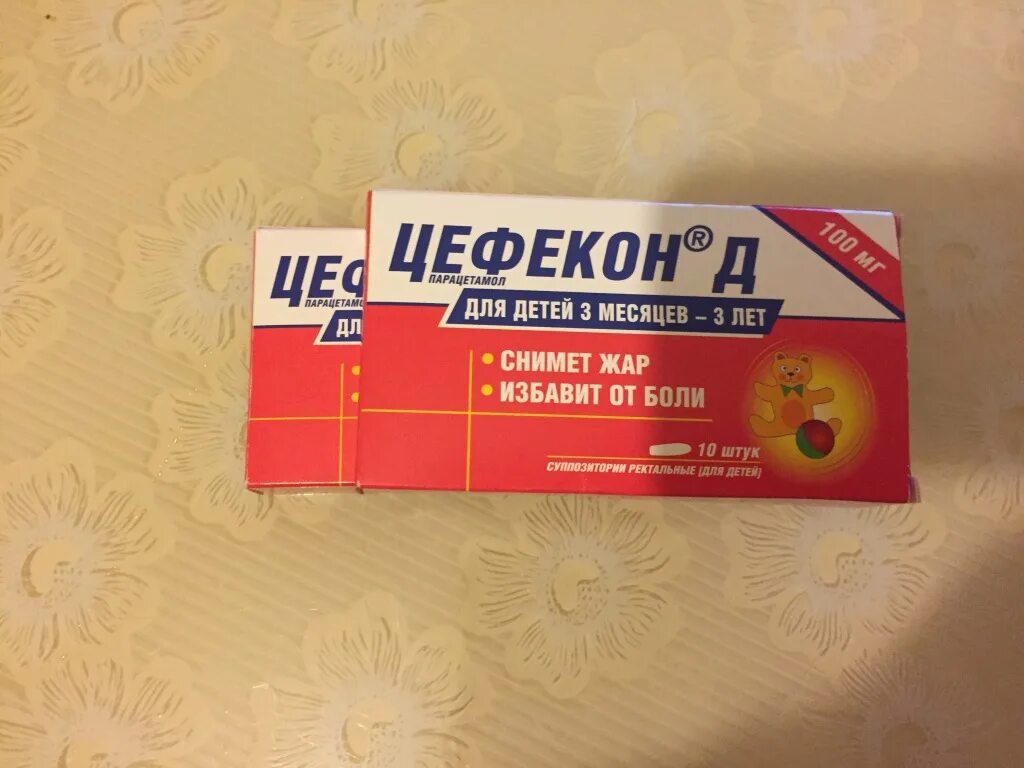 ЦЕФЕКОН® Д
ПАРАЦЕТАМОЛ
100 МГ
ДЛЯ ДЕТЕЙ 3 МЕСЯЦЕВ – 3 ЛЕТ
• СНИМЕТ ЖАР
• ИЗБАВИТ ОТ БОЛИ
10 ШТУК
СУППОЗИТОРИИ РЕКТАЛЬНЫЕ (ДЛЯ ДЕТЕЙ)
ЦЕФЕ
ПАРАЦЕТАМО
ДЛ